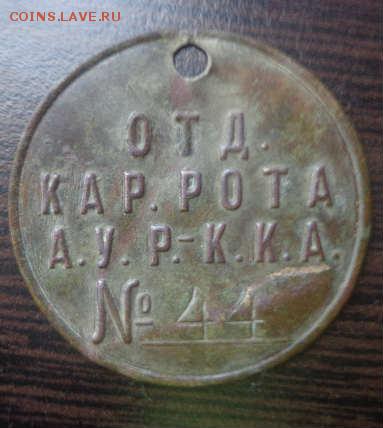 COINS.LAVE.RU
ОТД.
КАР. РОТА
А.У. Р.-К.К.А.
№ 44